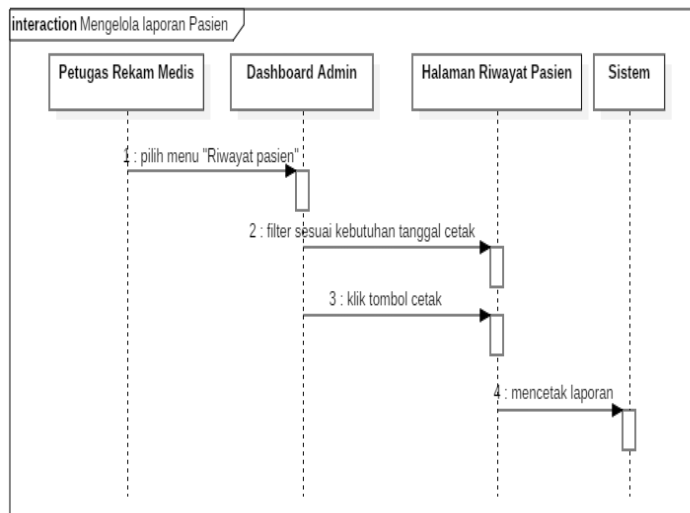 interaction Mengelola laporan Pasien
Petugas Rekam Medis
Dashboard Admin
Halaman Riwayat Pasien
Sistem
1 : pilih menu "Riwayat pasien"
2 : filter sesuai kebutuhan tanggal cetak
3 : klik tombol cetak
4 : mencetak laporan